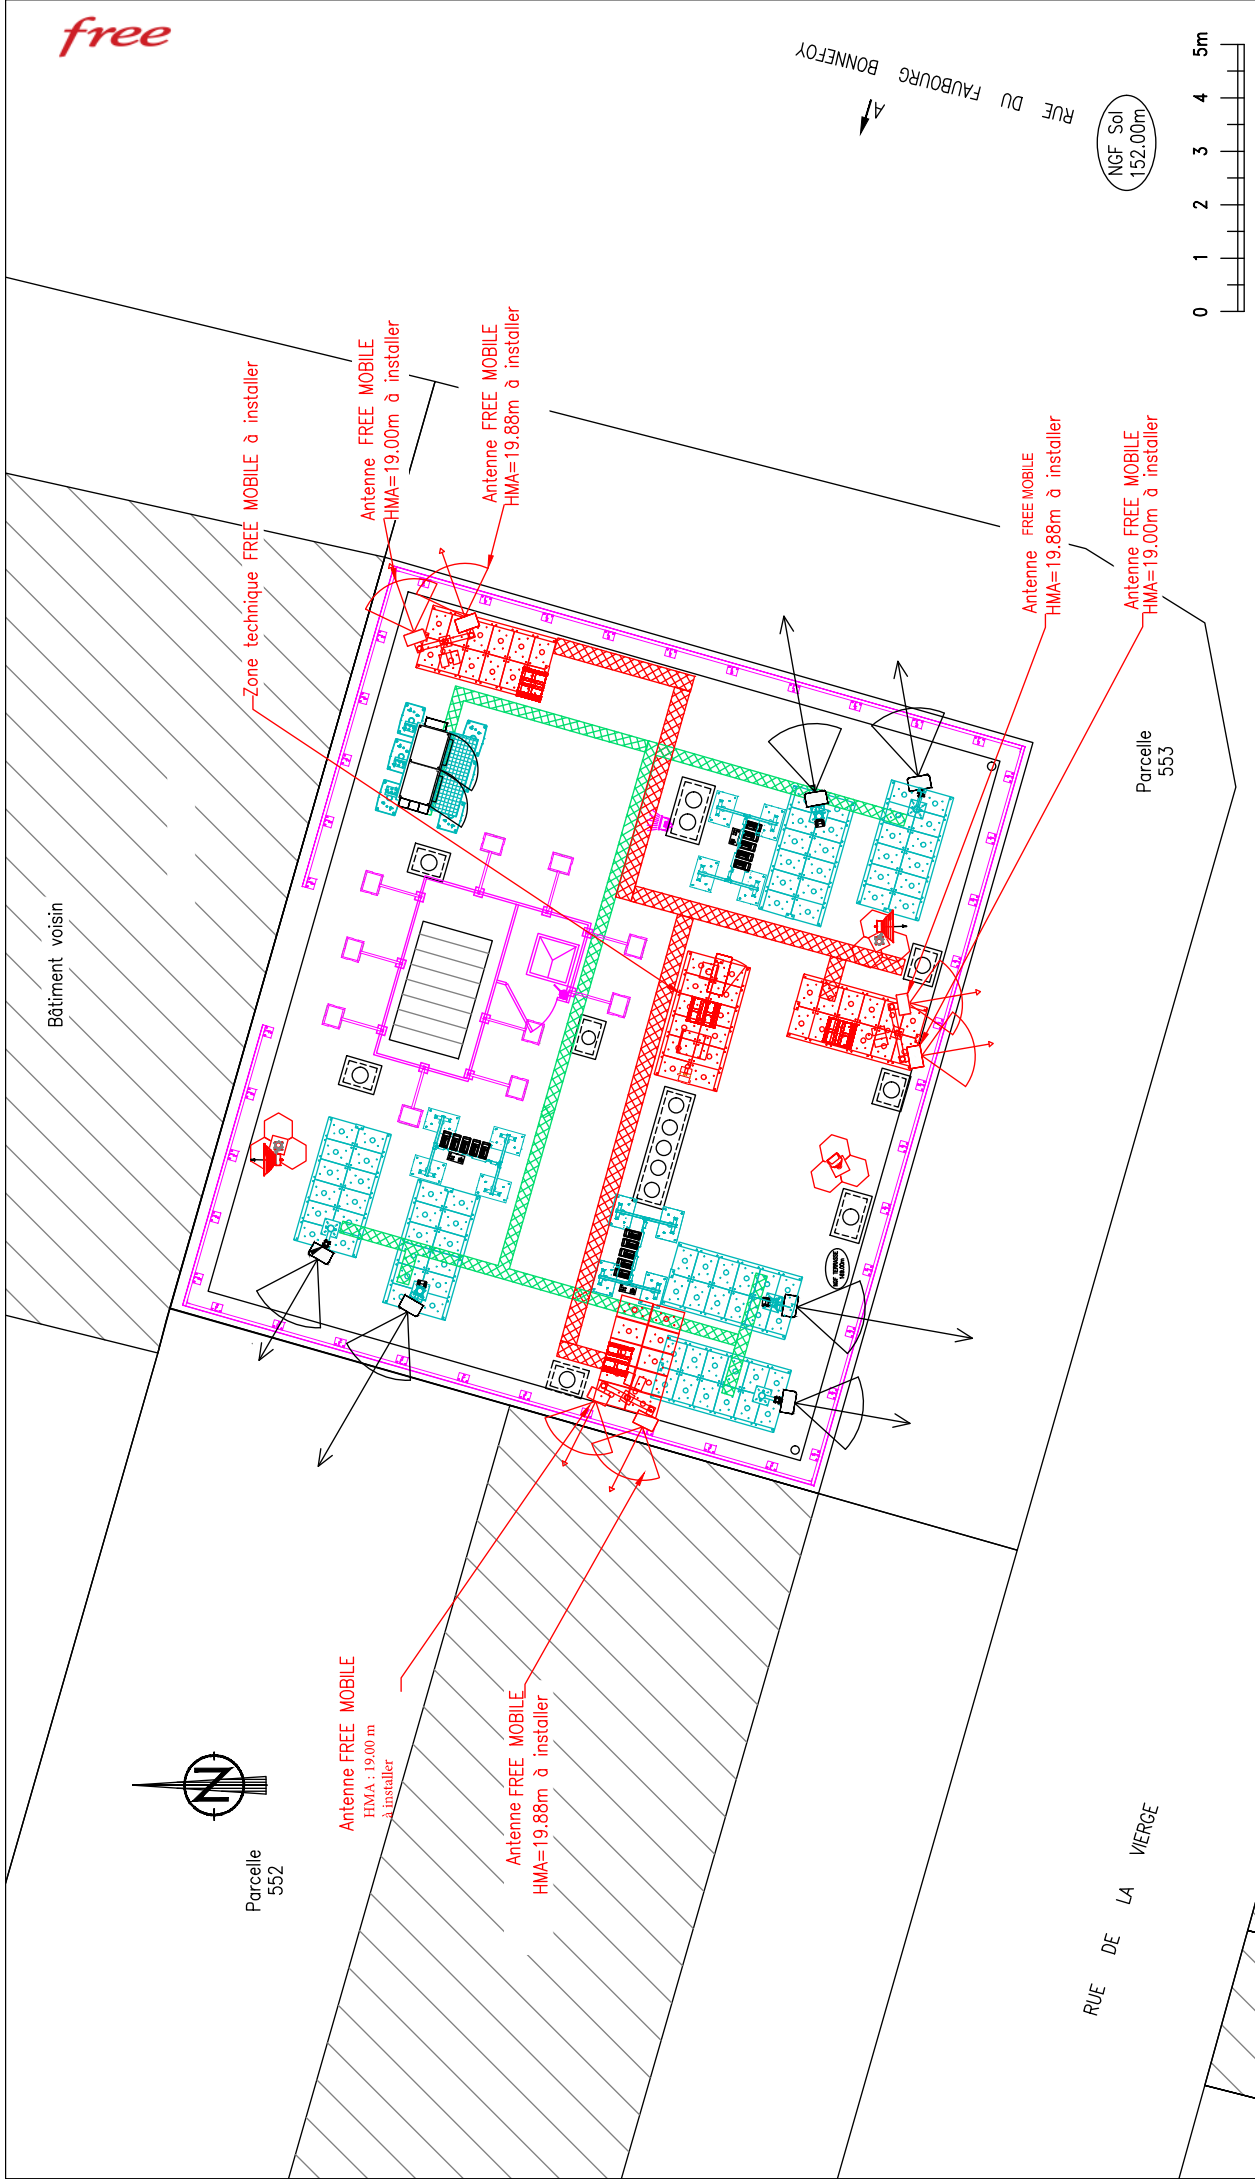 free
RUE DU FAUBOURG BONNEFOY
A
NGF Sol
152.00m
0 1 2 3 4 5m
Zone technique FREE MOBILE à installer
Antenne FREE MOBILE
HMA=19.00m à installer
Antenne FREE MOBILE
HMA=19.88m à installer
Antenne FREE MOBILE
HMA=19.88m à installer
Antenne FREE MOBILE
HMA=19.00m à installer
Bâtiment voisin
Parcelle
553
Antenne FREE MOBILE
HMA : 19.00 m
à installer
Antenne FREE MOBILE
HMA=19.88m à installer
N
Parcelle
552
RUE DE LA VIERGE
NGF TERRASSE